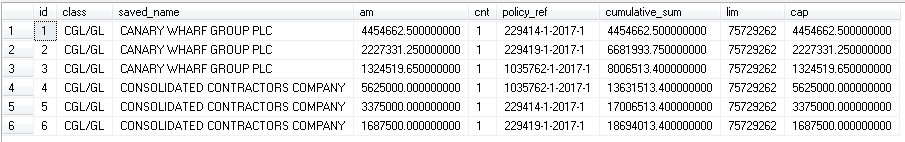 id class saved_name am cnt policy_ref cumulative_sum lim cap
1 1 CGL/GL CANARY WHARF GROUP PLC 4454662.500000000 1 229414-1-2017-1 4454662.500000000 75729262 4454662.500000000
2 2 CGL/GL CANARY WHARF GROUP PLC 2227331.250000000 1 229419-1-2017-1 6681993.750000000 75729262 2227331.250000000
3 3 CGL/GL CANARY WHARF GROUP PLC 1324519.650000000 1 1035762-1-2017-1 8006513.400000000 75729262 1324519.650000000
4 4 CGL/GL CONSOLIDATED CONTRACTORS COMPANY 5625000.000000000 1 1035762-1-2017-1 13631513.400000000 75729262 5625000.000000000
5 5 CGL/GL CONSOLIDATED CONTRACTORS COMPANY 3375000.000000000 1 229414-1-2017-1 17006513.400000000 75729262 3375000.000000000
6 6 CGL/GL CONSOLIDATED CONTRACTORS COMPANY 1687500.000000000 1 229419-1-2017-1 18694013.400000000 75729262 1687500.000000000